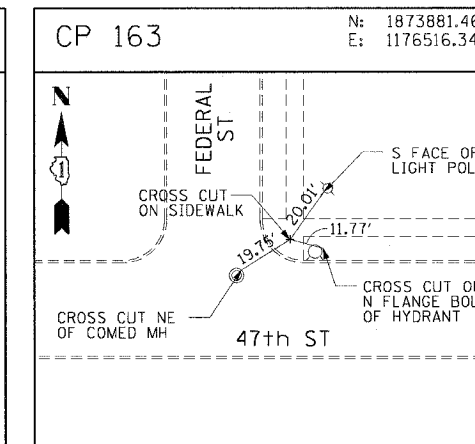 CP 163
N: 1873881.46
E: 1176516.34
N
1
FEDERAL
ST
S FACE OF
LIGHT POL
CROSS CUT
ON SIDEWALK
20.01'
11.77'
19.75'
CROSS CUT O
N FLANGE BOL
OF HYDRANT
CROSS CUT NE
OF COMED MH
47th ST